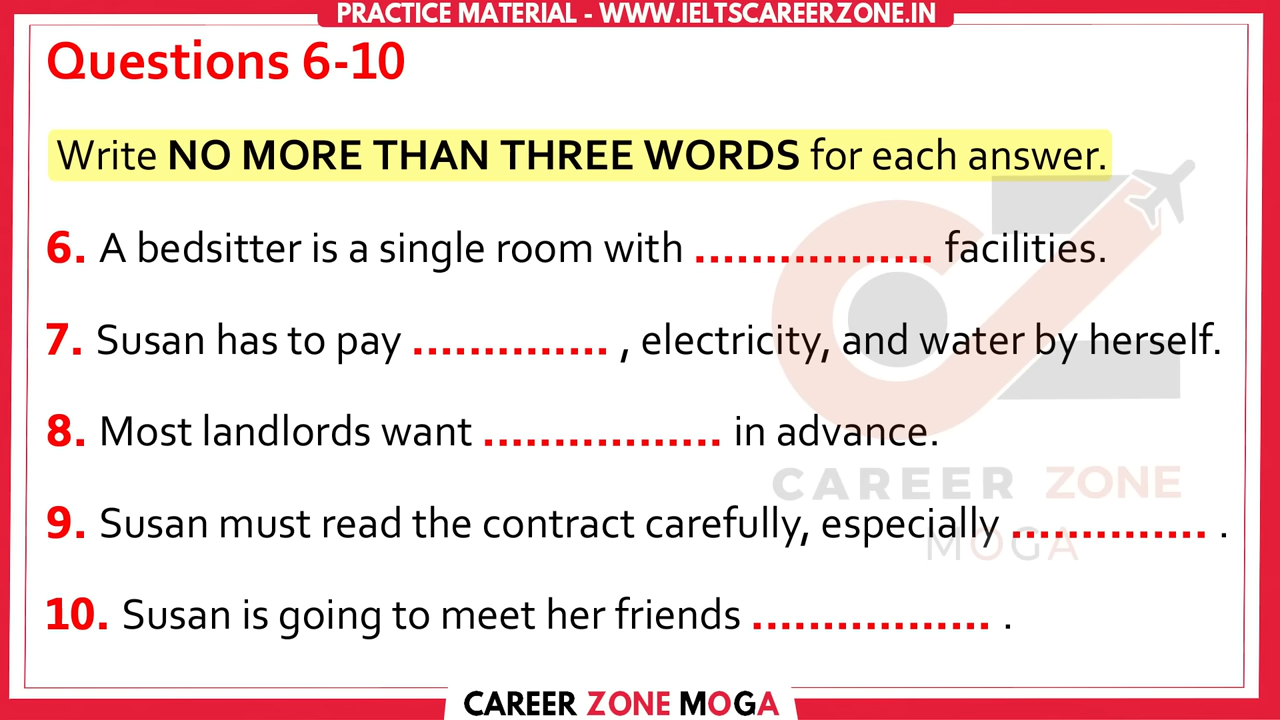 PRACTICE MATERIAL - WWW.IELTSCAREERZONE.IN
Questions 6-10
Write NO MORE THAN THREE WORDS for each answer.
6. A bedsitter is a single room with ................. facilities.
7. Susan has to pay .............. , electricity, and water by herself.
8. Most landlords want ................. in advance.
CAREER ZONE
9. Susan must read the contract carefully, especially .............. .
MOGA
10. Susan is going to meet her friends ................. .
CAREER ZONE MOGA